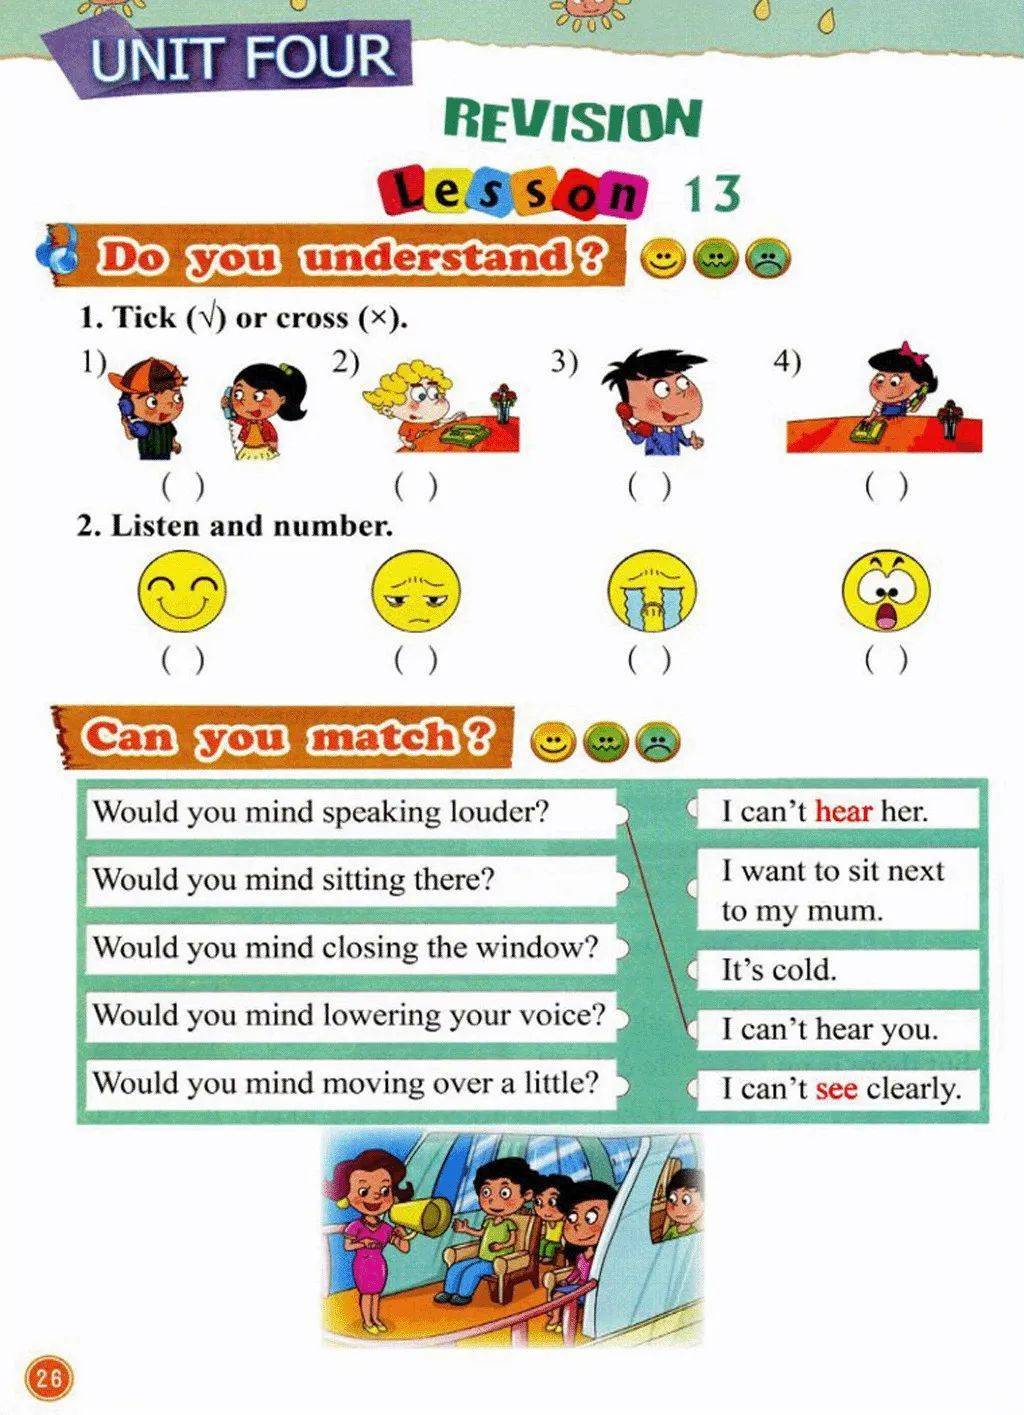 UNIT FOUR
REVISION
Lesson 13
Do you understand?
1. Tick (√) or cross (×).
1) 2) 3) 4)
( ) ( ) ( ) ( )
2. Listen and number.
( ) ( ) ( ) ( )
Can you match?
Would you mind speaking louder?
Would you mind sitting there?
Would you mind closing the window?
Would you mind lowering your voice?
Would you mind moving over a little?
I can't hear her.
I want to sit next
to my mum.
It's cold.
I can't hear you.
I can't see clearly.
26